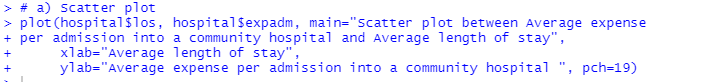 > # a) Scatter plot
> plot(hospital$los, hospital$expadm, main="Scatter plot between Average expense
+ per admission into a community hospital and Average length of stay",
+      xlab="Average length of stay",
+      ylab="Average expense per admission into a community hospital ", pch=19)
>